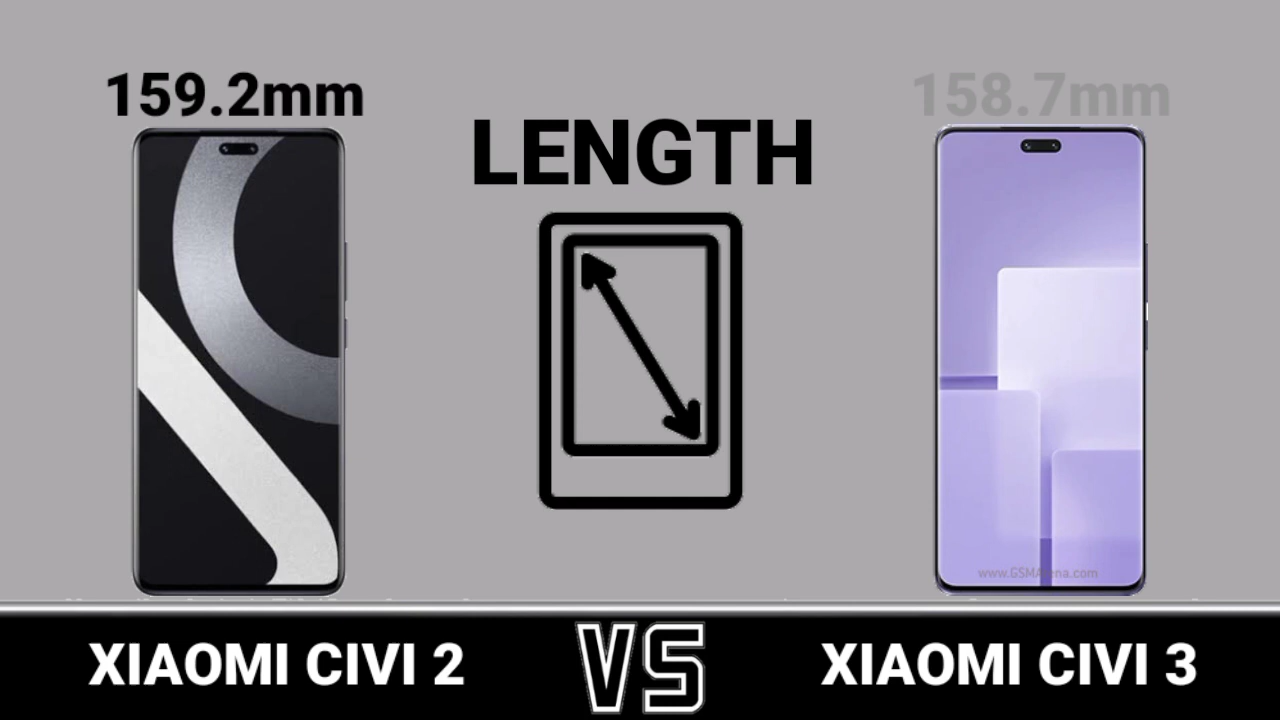 159.2mm
158.7mm
LENGTH
www.GSMArena.com
XIAOMI CIVI 2
VS
XIAOMI CIVI 3